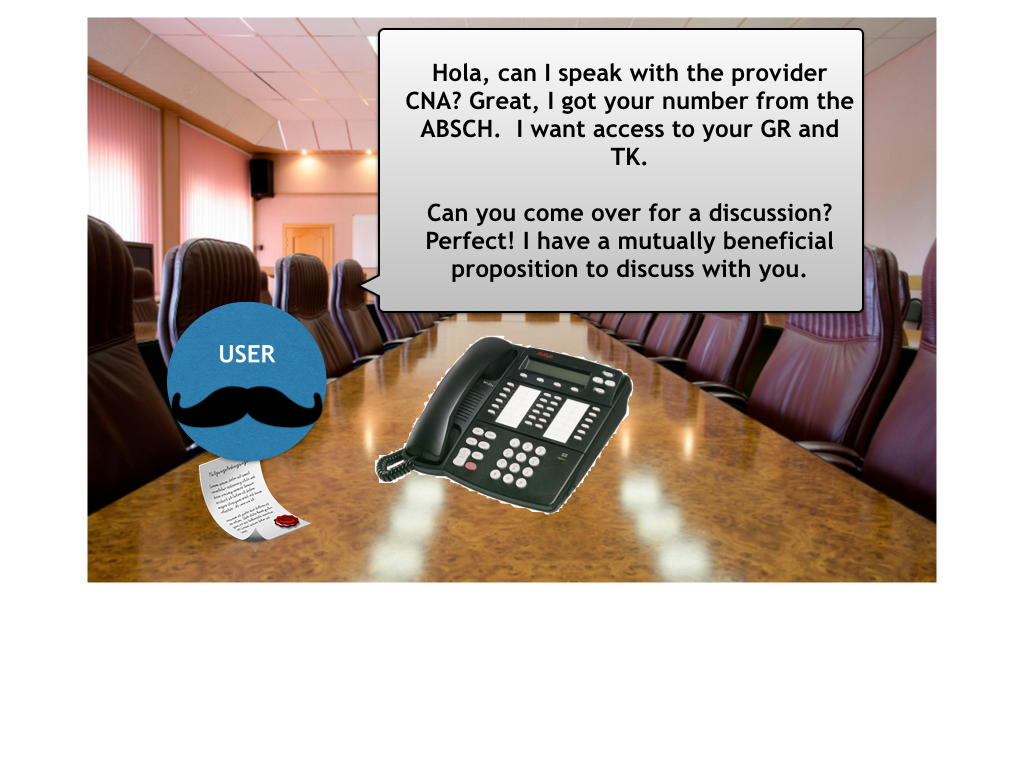 Hola, can I speak with the provider
CNA? Great, I got your number from the
ABSCH.  I want access to your GR and
TK.
Can you come over for a discussion?
Perfect! I have a mutually beneficial
proposition to discuss with you.
USER